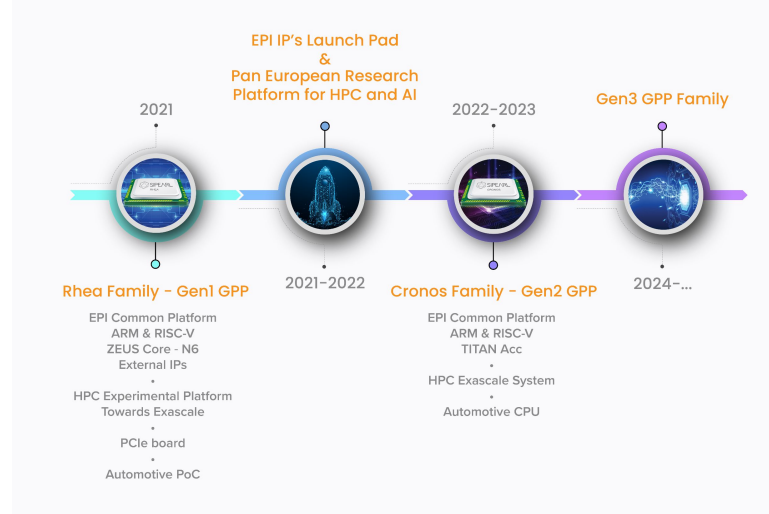 2021
Rhea Family - Gen1 GPP
EPI Common Platform
ARM & RISC-V
ZEUS Core - N6
External IPs
•
HPC Experimental Platform
Towards Exascale
•
PCIe board
•
Automotive PoC
EPI IP's Launch Pad
&
Pan European Research
Platform for HPC and AI
2021-2022
2022-2023
Cronos Family - Gen2 GPP
EPI Common Platform
ARM & RISC-V
TITAN Acc
•
HPC Exascale System
•
Automotive CPU
Gen3 GPP Family
2024-...
SIPEARL
SIPEARL